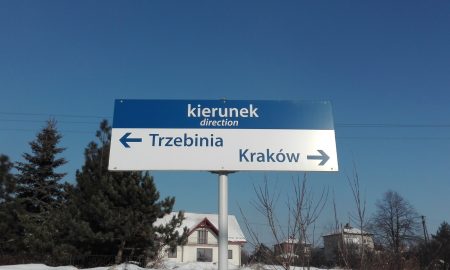 kierunek
direction
← Trzebinia
Kraków →